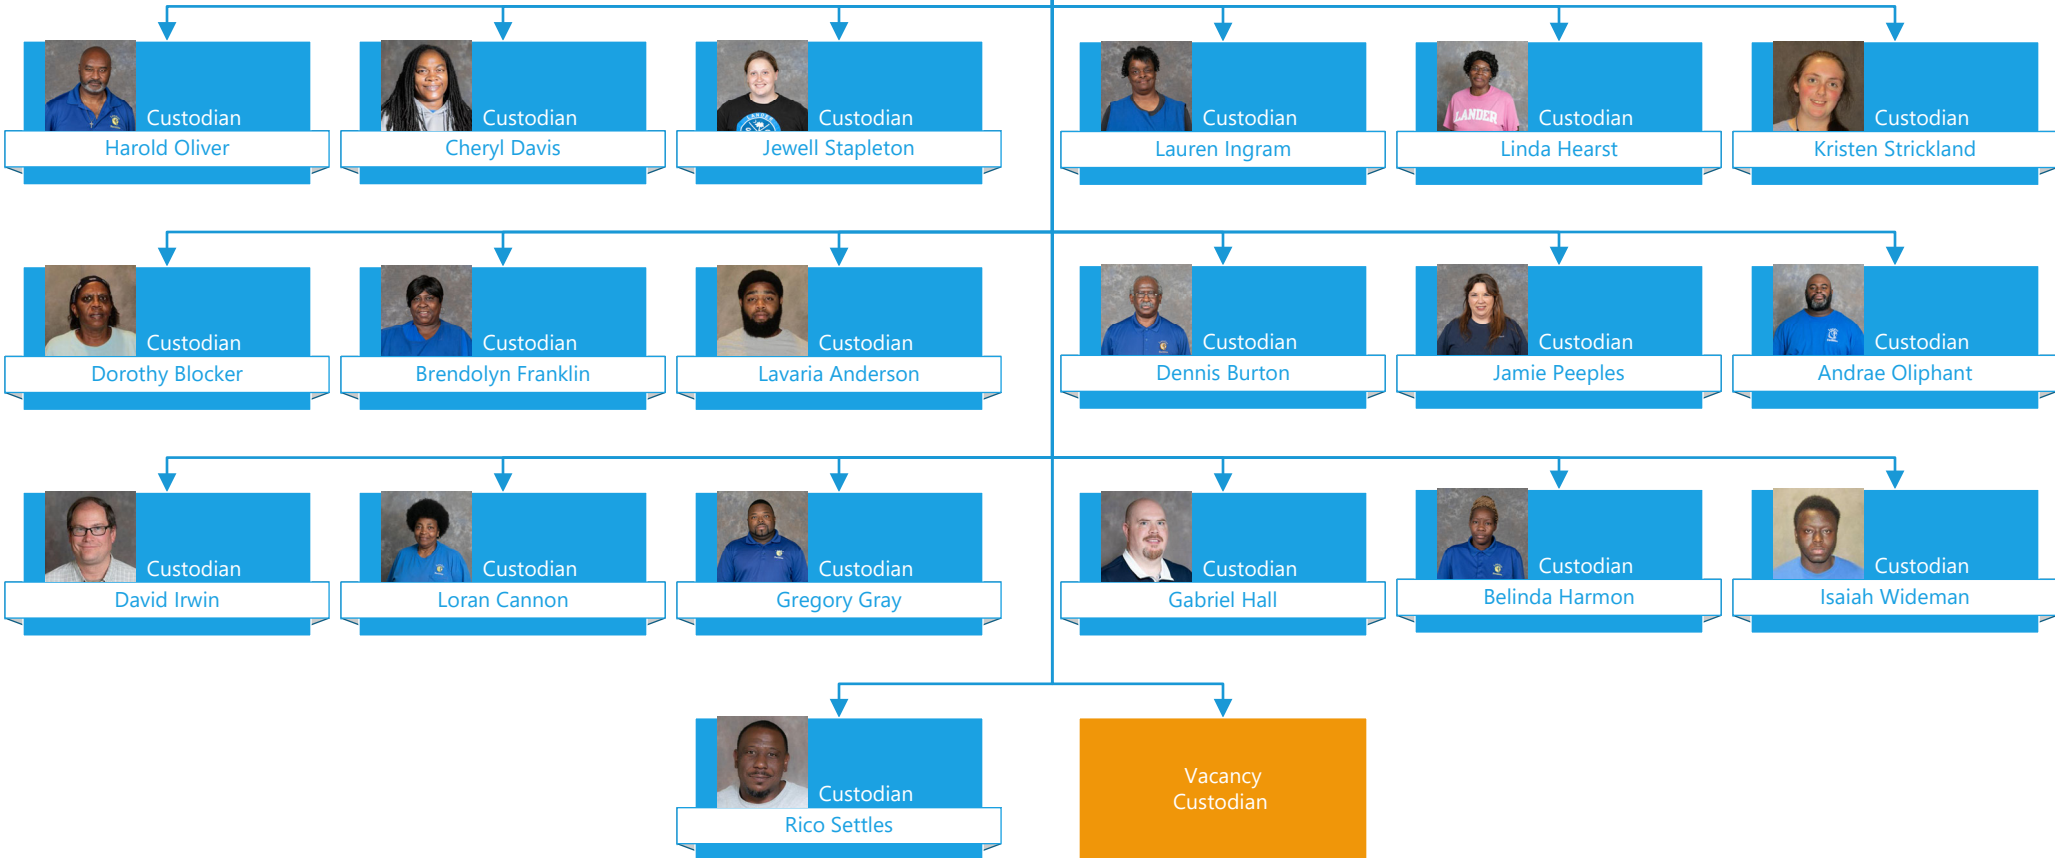 Custodian
Harold Oliver
Custodian
Cheryl Davis
LANDER
Custodian
Jewell Stapleton
Custodian
Lauren Ingram
LANDER
Custodian
Linda Hearst
Custodian
Kristen Strickland
Custodian
Dorothy Blocker
Custodian
Brendolyn Franklin
Custodian
Lavaria Anderson
Custodian
Dennis Burton
Custodian
Jamie Peeples
Custodian
Andrae Oliphant
Custodian
David Irwin
Custodian
Loran Cannon
Custodian
Gregory Gray
Custodian
Gabriel Hall
Custodian
Belinda Harmon
Custodian
Isaiah Wideman
Custodian
Rico Settles
Vacancy
Custodian